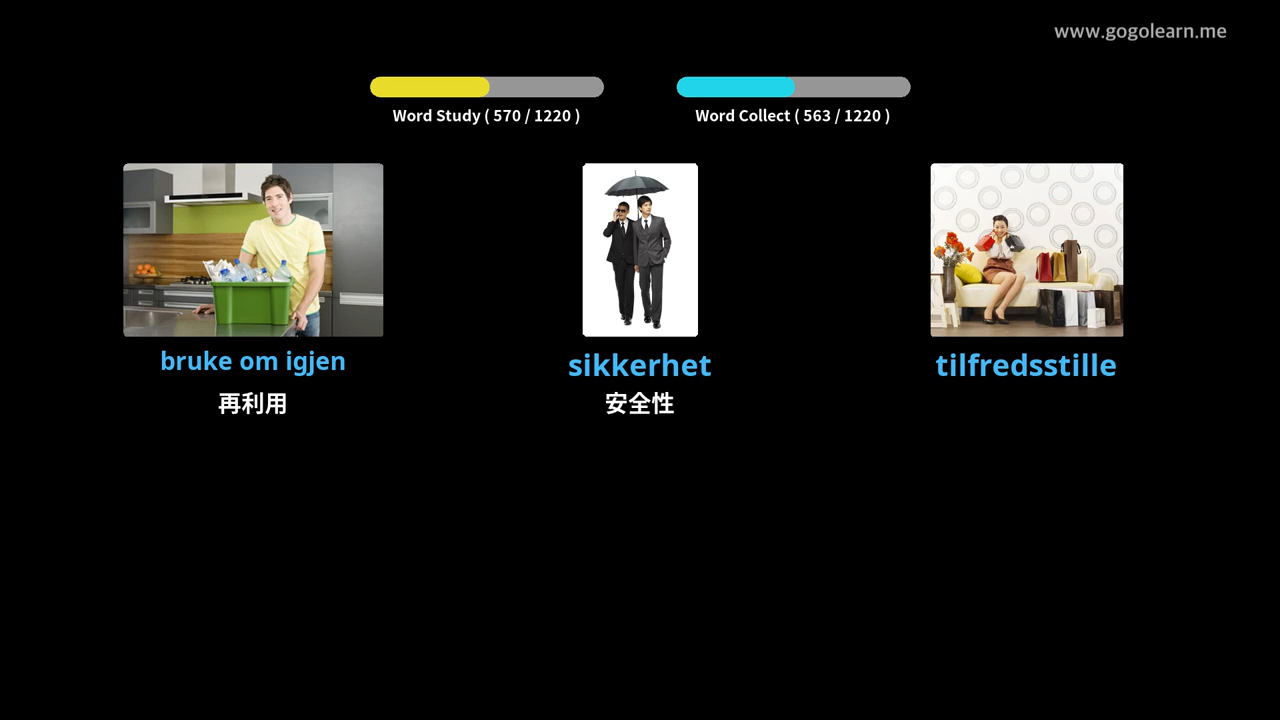 www.gogolearn.me
Word Study ( 570 / 1220 )
Word Collect ( 563 / 1220 )
bruke om igjen
再利用
sikkerhet
安全性
tilfredsstille